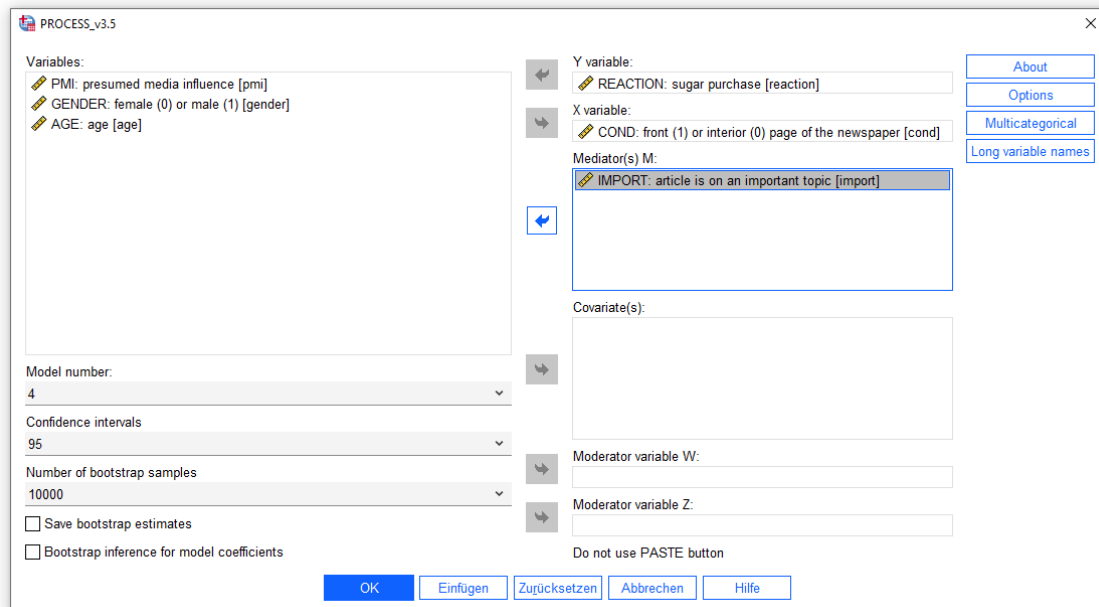 PROCESS_v3.5
Variables:
PMI: presumed media influence [pmi]
GENDER: female (0) or male (1) [gender]
AGE: age [age]
Model number:
4
Confidence intervals
95
Number of bootstrap samples
10000
Save bootstrap estimates
Bootstrap inference for model coefficients
Y variable:
REACTION: sugar purchase [reaction]
X variable:
COND: front (1) or interior (0) page of the newspaper [cond]
Mediator(s) M:
IMPORT: article is on an important topic [import]
Covariate(s):
Moderator variable W:
Moderator variable Z:
Do not use PASTE button
About
Options
Multicategorical
Long variable names
OK
Einfügen
Zurücksetzen
Abbrechen
Hilfe